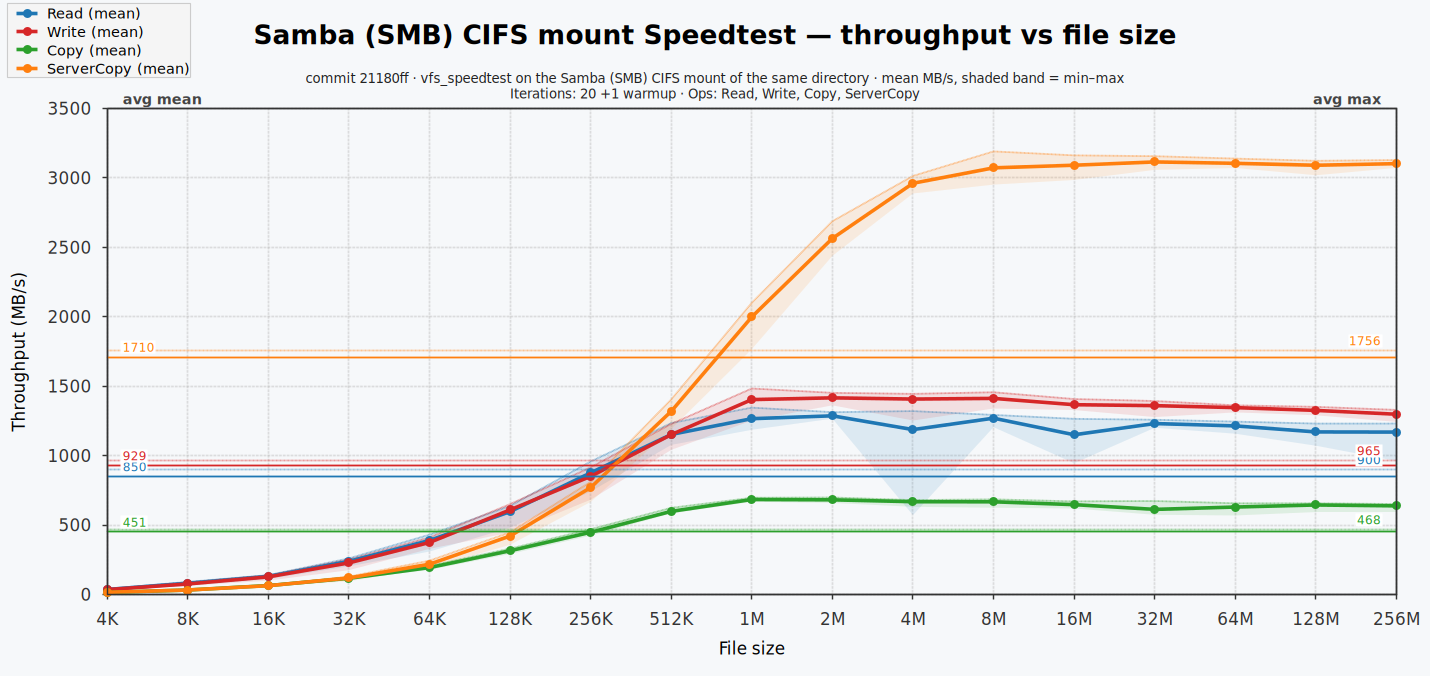 Read (mean)
Write (mean)
Copy (mean)
ServerCopy (mean)
Samba (SMB) CIFS mount Speedtest — throughput vs file size
commit 21180ff · vfs_speedtest on the Samba (SMB) CIFS mount of the same directory · mean MB/s, shaded band = min–max
Iterations: 20 +1 warmup · Ops: Read, Write, Copy, ServerCopy
avg mean
avg max
3500
3000
2500
2000
1500
1000
500
0
Throughput (MB/s)
1710
1756
929
850
965
900
451
468
4K 8K 16K 32K 64K 128K 256K 512K 1M 2M 4M 8M 16M 32M 64M 128M 256M
File size